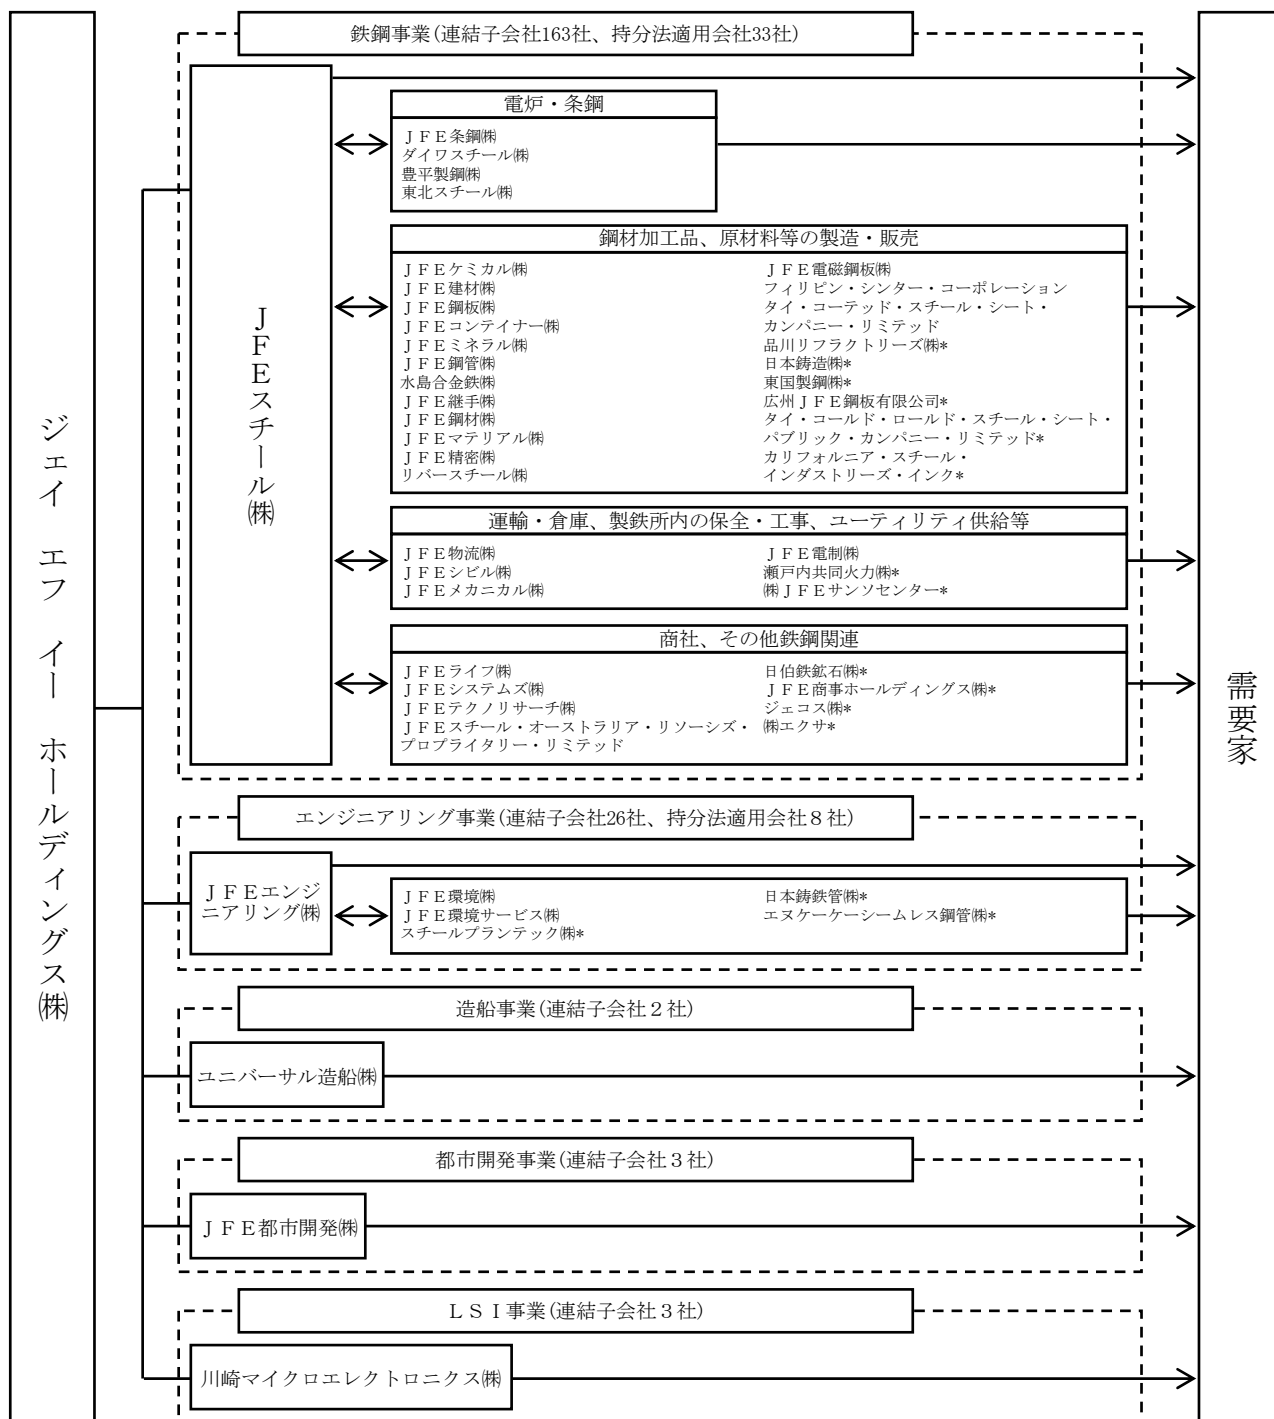 ジェイ エフ イー ホールディングス㈱
鉄鋼事業(連結子会社163社、持分法適用会社33社)
ＪＦＥスチール㈱
電炉・条鋼
ＪＦＥ条鋼㈱
ダイワスチール㈱
豊平製鋼㈱
東北スチール㈱
鋼材加工品、原材料等の製造・販売
ＪＦＥケミカル㈱
ＪＦＥ建材㈱
ＪＦＥ鋼板㈱
ＪＦＥコンテイナー㈱
ＪＦＥミネラル㈱
ＪＦＥ鋼管㈱
水島合金鉄㈱
ＪＦＥ継手㈱
ＪＦＥ鋼材㈱
ＪＦＥマテリアル㈱
ＪＦＥ精密㈱
リバースチール㈱
ＪＦＥ電磁鋼板㈱
フィリピン・シンター・コーポレーション
タイ・コーテッド・スチール・シート・
カンパニー・リミテッド
品川リフラクトリーズ㈱*
日本鋳造㈱*
東国製鋼㈱*
広州ＪＦＥ鋼板有限公司*
タイ・コールド・ロールド・スチール・シート・
パブリック・カンパニー・リミテッド*
カリフォルニア・スチール・
インダストリーズ・インク*
運輸・倉庫、製鉄所内の保全・工事、ユーティリティ供給等
ＪＦＥ物流㈱
ＪＦＥシビル㈱
ＪＦＥメカニカル㈱
ＪＦＥ電制㈱
瀬戸内共同火力㈱*
㈱ＪＦＥサンソセンター*
商社、その他鉄鋼関連
ＪＦＥライフ㈱
ＪＦＥシステムズ㈱
ＪＦＥテクノリサーチ㈱
ＪＦＥスチール・オーストラリア・リソーシズ・
プロプライタリー・リミテッド
日伯鉄鉱石㈱*
ＪＦＥ商事ホールディングス㈱*
ジェコス㈱*
㈱エクサ*
エンジニアリング事業(連結子会社26社、持分法適用会社８社)
ＪＦＥエンジ
ニアリング㈱
ＪＦＥ環境㈱
ＪＦＥ環境サービス㈱
スチールプランテック㈱*
日本鋳鉄管㈱*
エヌケーケーシームレス鋼管㈱*
造船事業(連結子会社２社)
ユニバーサル造船㈱
都市開発事業(連結子会社３社)
ＪＦＥ都市開発㈱
ＬＳＩ事業(連結子会社３社)
川崎マイクロエレクトロニクス㈱
需要家